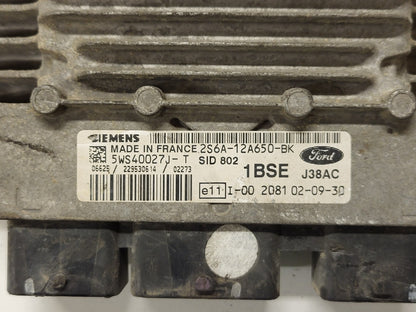 SIEMENS
MADE IN FRANCE 2S6A-12A650-BK
5WS40027J-T SID 802
Ford
1BSE J38AC
06625 / 229530614 / 02273
e11 I-00 2081 02-09-30